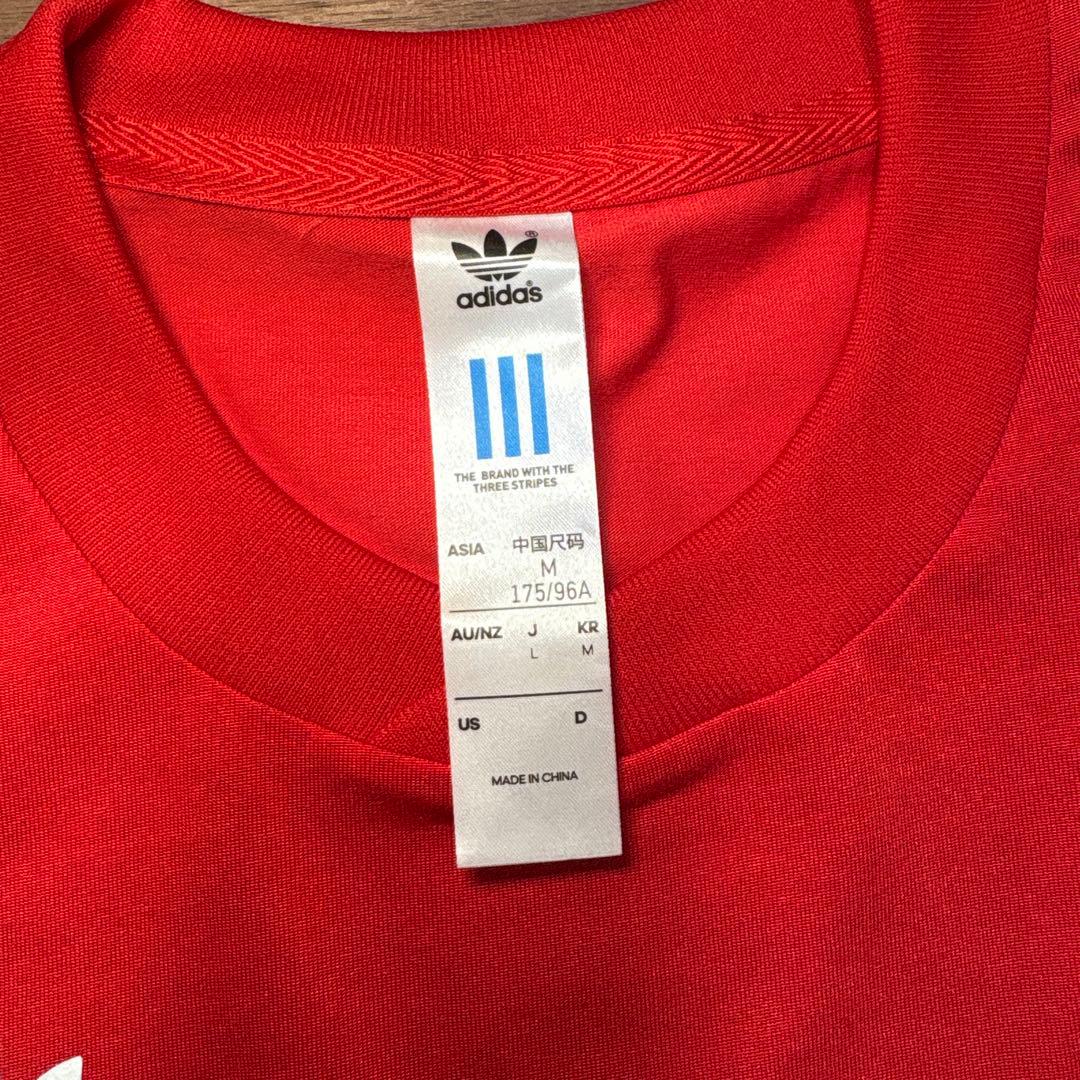 ®
adidas®
THE BRAND WITH THE
THREE STRIPES
ASIA 中国尺码
M
175/96A
AU/NZ J KR
L M
US D
MADE IN CHINA